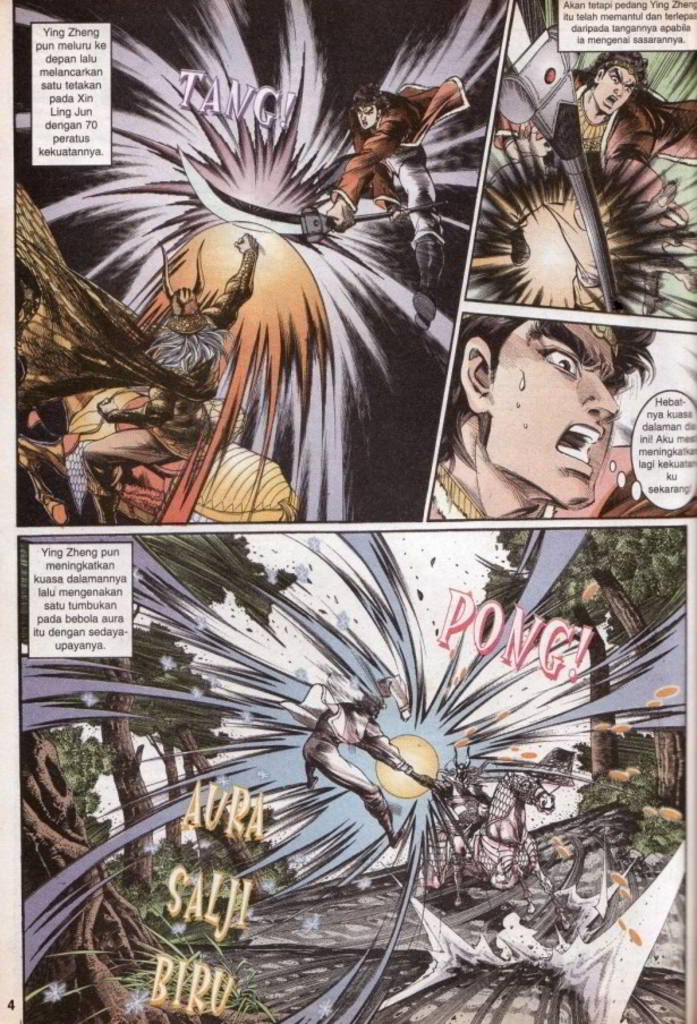 Ying Zheng
pun meluru ke
depan lalu
melancarkan
satu tetakan
pada Xin
Ling Jun
dengan 70
peratus
kekuatannya.
TANG!
Akan tetapi pedang Ying Zheng
itu telah memantul dan terlepas
daripada tangannya apabila
ia mengenai sasarannya.
Hebat-
nya kuasa
dalaman dia
ini! Aku mesti
meningkatkan
lagi kekuatan
ku
sekarang!
Ying Zheng pun
meningkatkan
kuasa dalamannya
lalu mengenakan
satu tumbukan
pada bebola aura
itu dengan sedaya-
upayanya.
PONG!
AURA
SALJI
BIRU
4